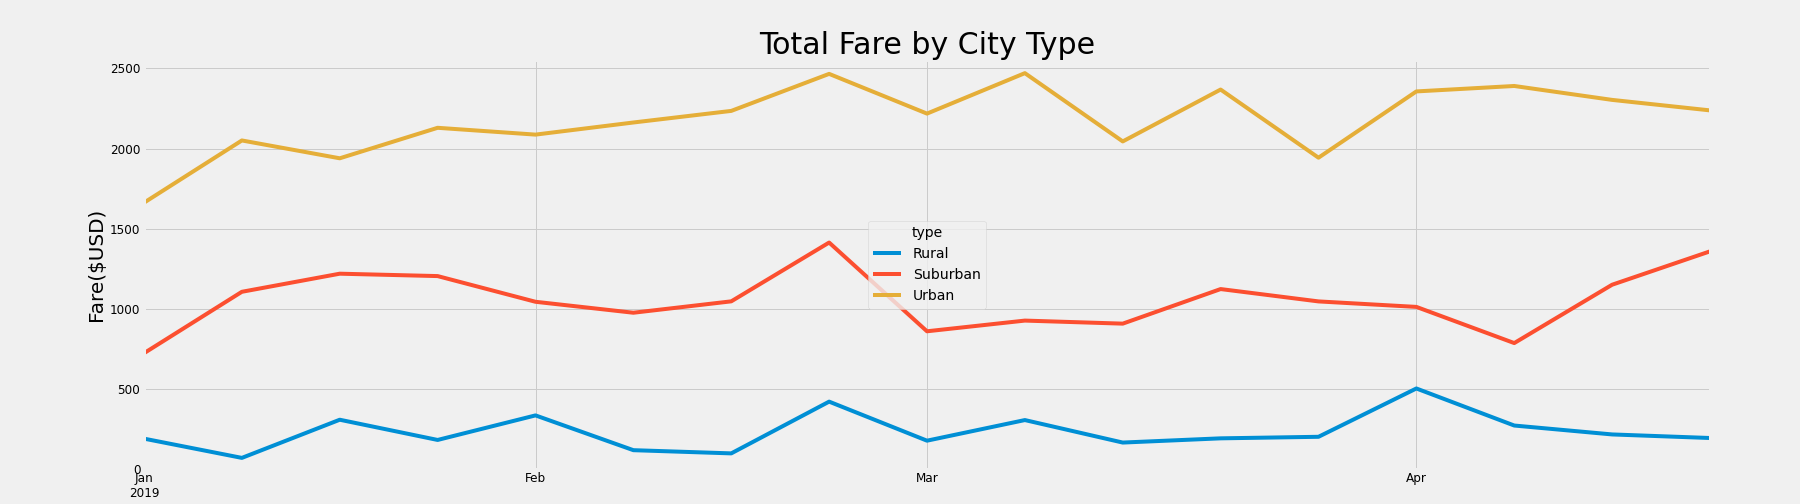 Total Fare by City Type
Fare($USD)
2500
2000
1500
1000
500
0
type
Rural
Suburban
Urban
Jan
2019
Feb
Mar
Apr